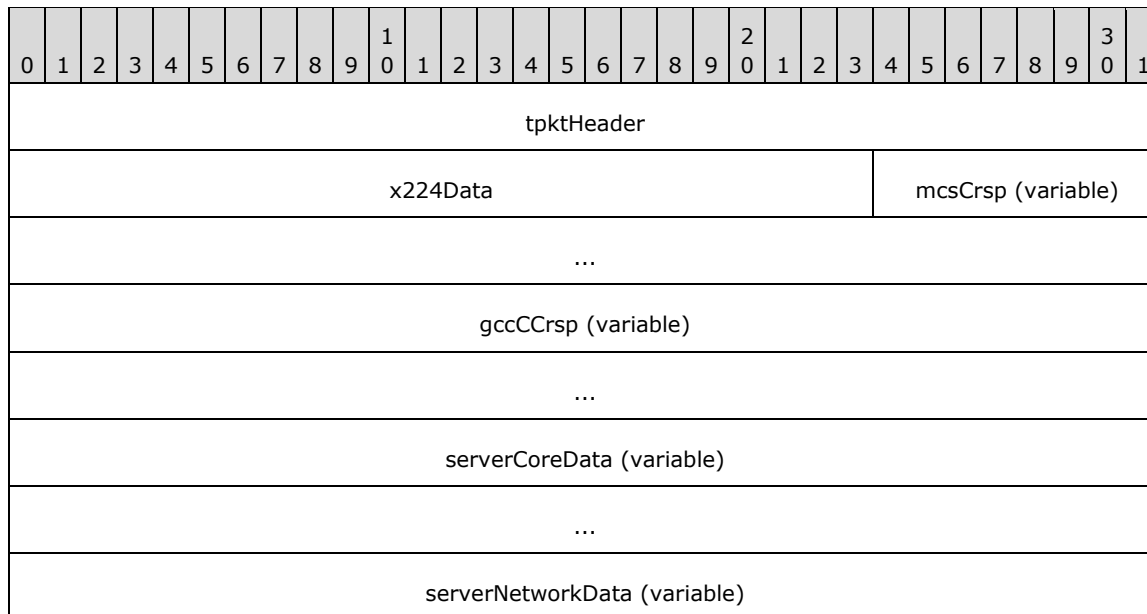 1 2 3
0 1 2 3 4 5 6 7 8 9 0 1 2 3 4 5 6 7 8 9 0 1 2 3 4 5 6 7 8 9 0 1
tpktHeader
x224Data mcsCrsp (variable)
...
gccCCrsp (variable)
...
serverCoreData (variable)
...
serverNetworkData (variable)